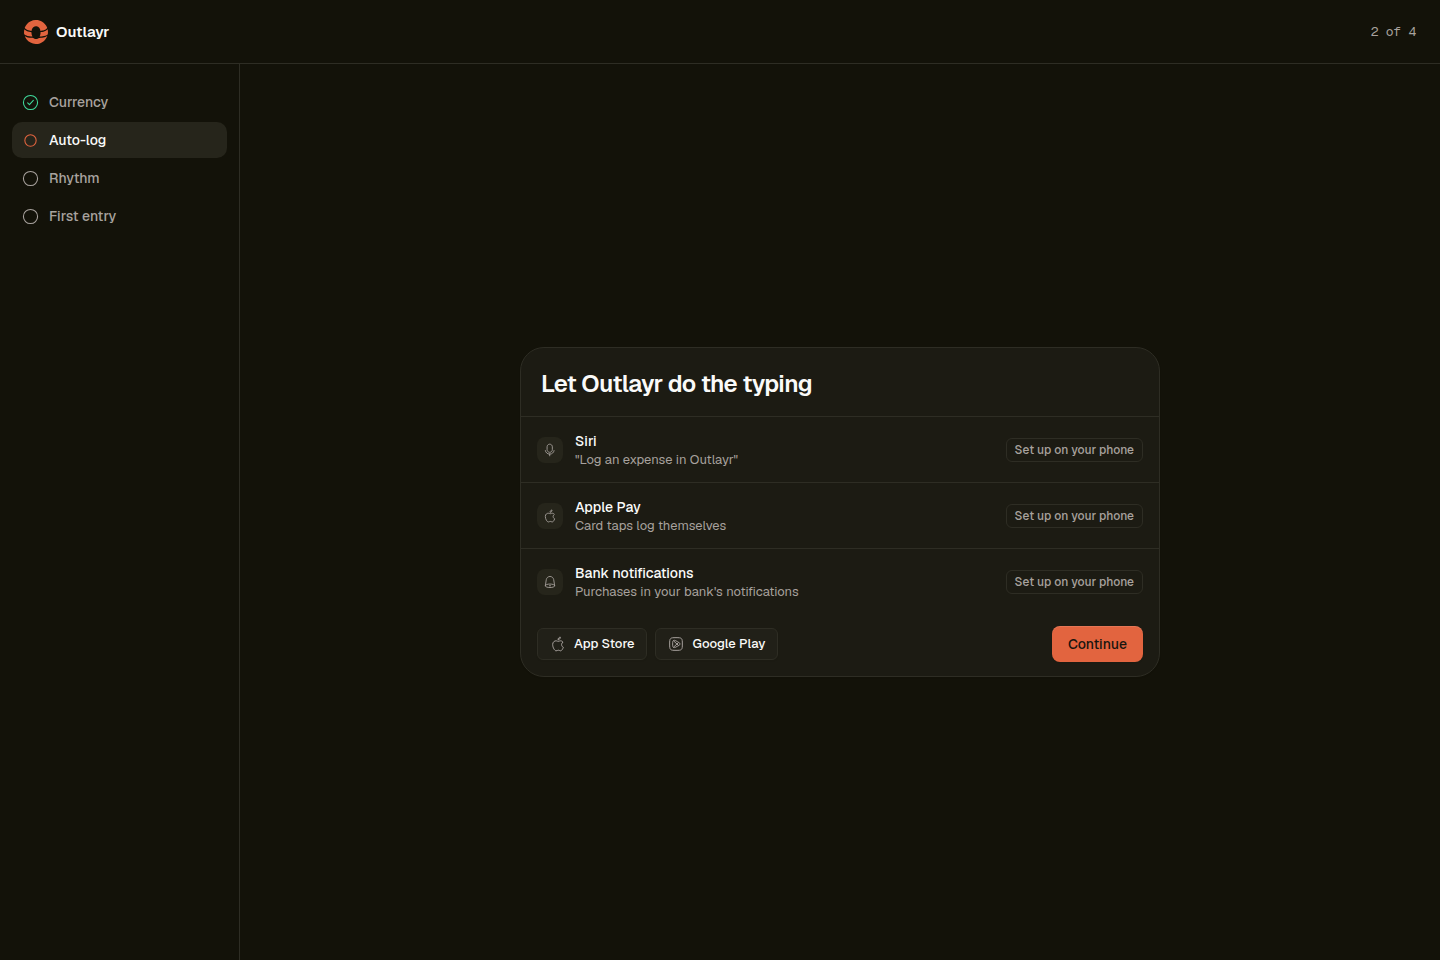 Outlayr
2 of 4
Currency
Auto-log
Rhythm
First entry
Let Outlayr do the typing
Siri
"Log an expense in Outlayr"
Set up on your phone
Apple Pay
Card taps log themselves
Set up on your phone
Bank notifications
Purchases in your bank's notifications
Set up on your phone
App Store
Google Play
Continue